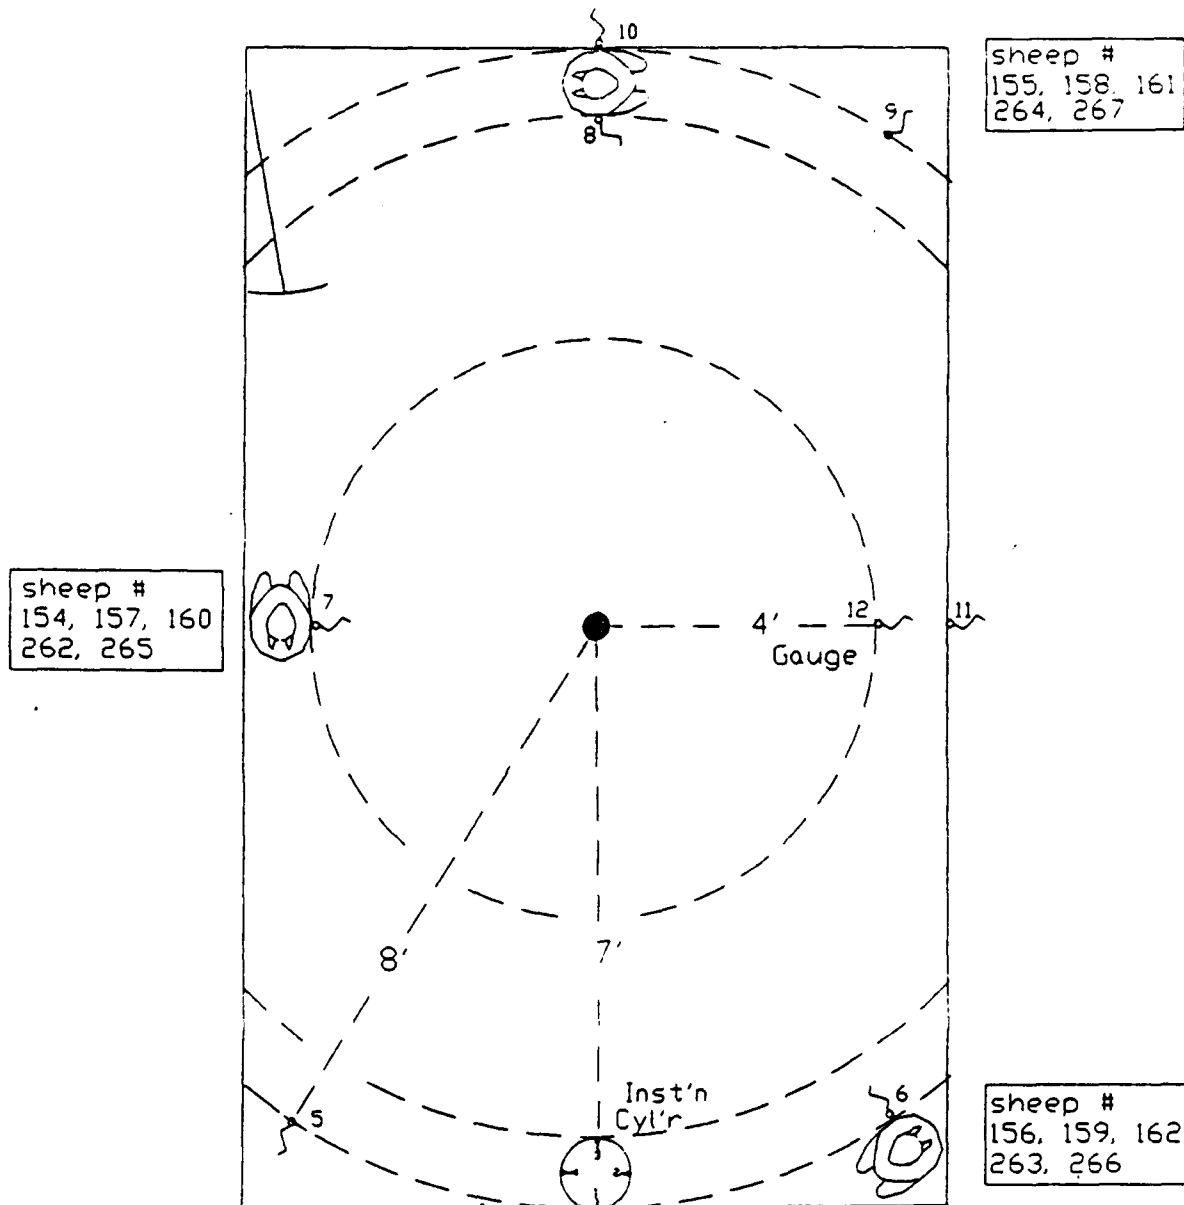 10
sheep #
155, 158, 161
264, 267
9
8
sheep #
154, 157, 160
262, 265
7
4'
Gauge
12
11
8'
7'
Inst'n
Cyl'r
5
6
sheep #
156, 159, 162
263, 266